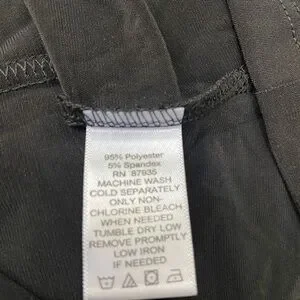 95% Polyester
5% Spandex
RN 87935
MACHINE WASH
COLD SEPARATELY
ONLY NON-
CHLORINE BLEACH
WHEN NEEDED
TUMBLE DRY LOW
REMOVE PROMPTLY
LOW IRON
IF NEEDED